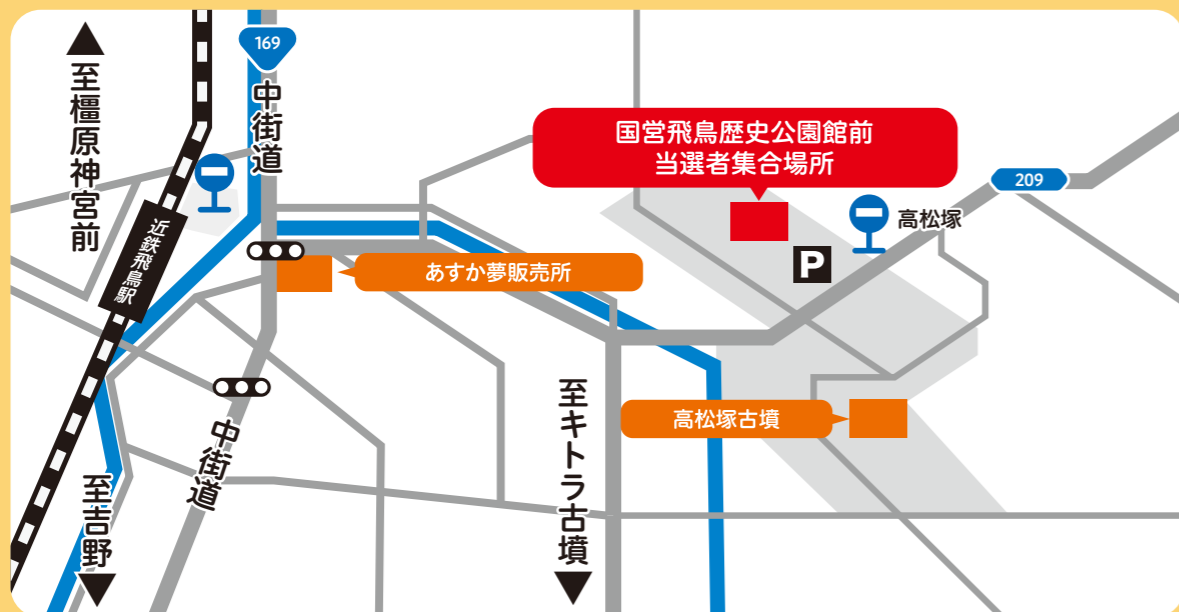 169
至橿原神宮前
中街道
国営飛鳥歴史公園館前
当選者集合場所
209
高松塚
近鉄飛鳥駅
P
あすか夢販売所
至キトラ古墳
高松塚古墳
中街道
至吉野